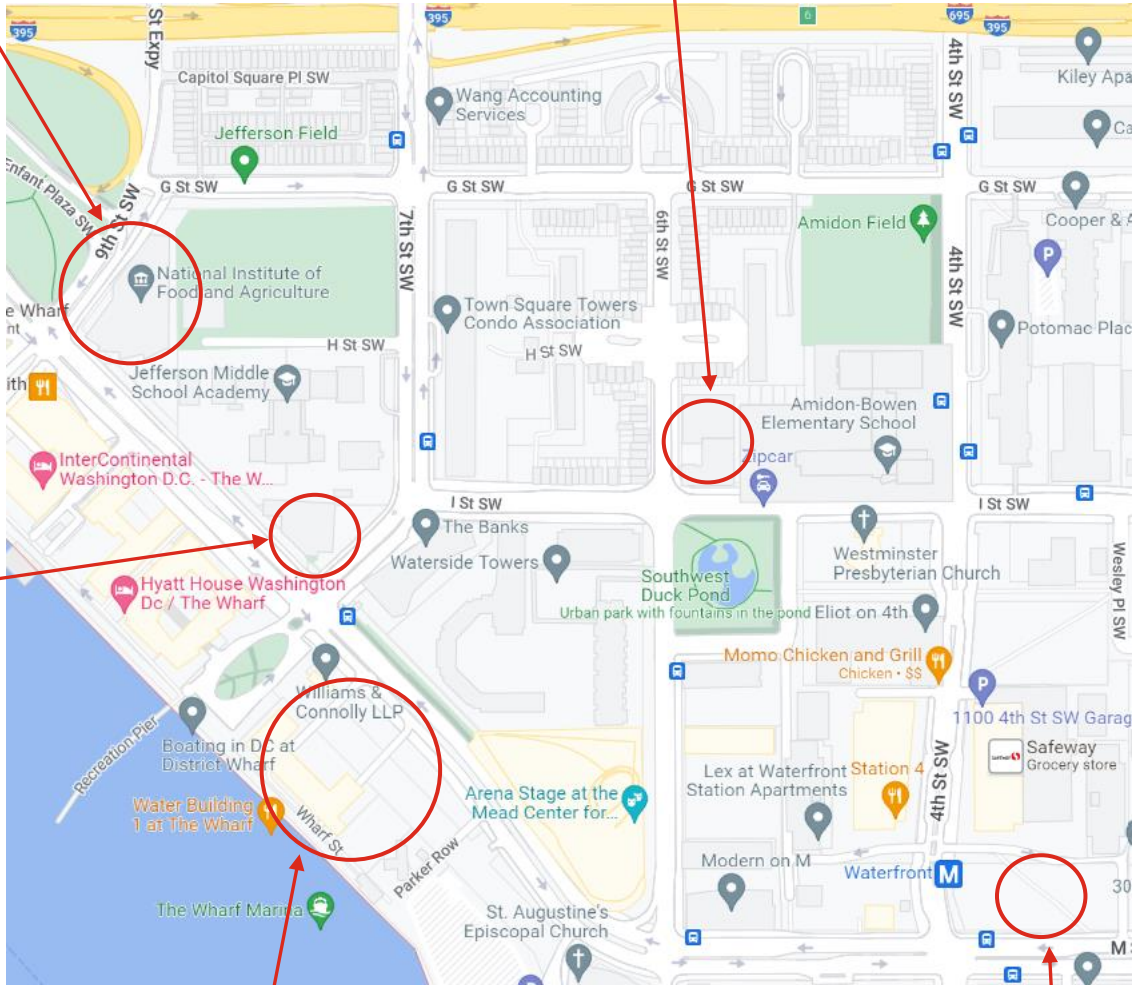 395
St Expy
395
6
695
395
4th St SW
Kiley Apa
Capitol Square Pl SW
Wang Accounting
Services
Ca
Jefferson Field
Enfant Plaza SW
9th St SW
G St SW
G St SW
G St SW
G St SW
7th St SW
6th St SW
Amidon Field
4th St SW
Cooper & A
P
National Institute of
Food and Agriculture
e Wharf
nt
Town Square Towers
Condo Association
Potomac Plac
H St SW
H St SW
ith
Jefferson Middle
School Academy
Amidon-Bowen
Elementary School
Zipcar
InterContinental
Washington D.C. - The W...
I St SW
I St SW
The Banks
Waterside Towers
Westminster
Presbyterian Church
Wesley Pl SW
Hyatt House Washington
Dc / The Wharf
Southwest
Duck Pond
Urban park with fountains in the pond
Eliot on 4th
Momo Chicken and Grill
Chicken • $$
Williams &
Connolly LLP
P
1100 4th St SW Garag
Recreation Pier
Boating in DC at
District Wharf
Safeway
Grocery store
Lex at Waterfront
Station Apartments
Station 4
4th St SW
Arena Stage at the
Mead Center for...
Water Building
1 at The Wharf
Wharf St
Parker Row
Modern on M
Waterfront
M
30
The Wharf Marina
St. Augustine's
Episcopal Church
M S